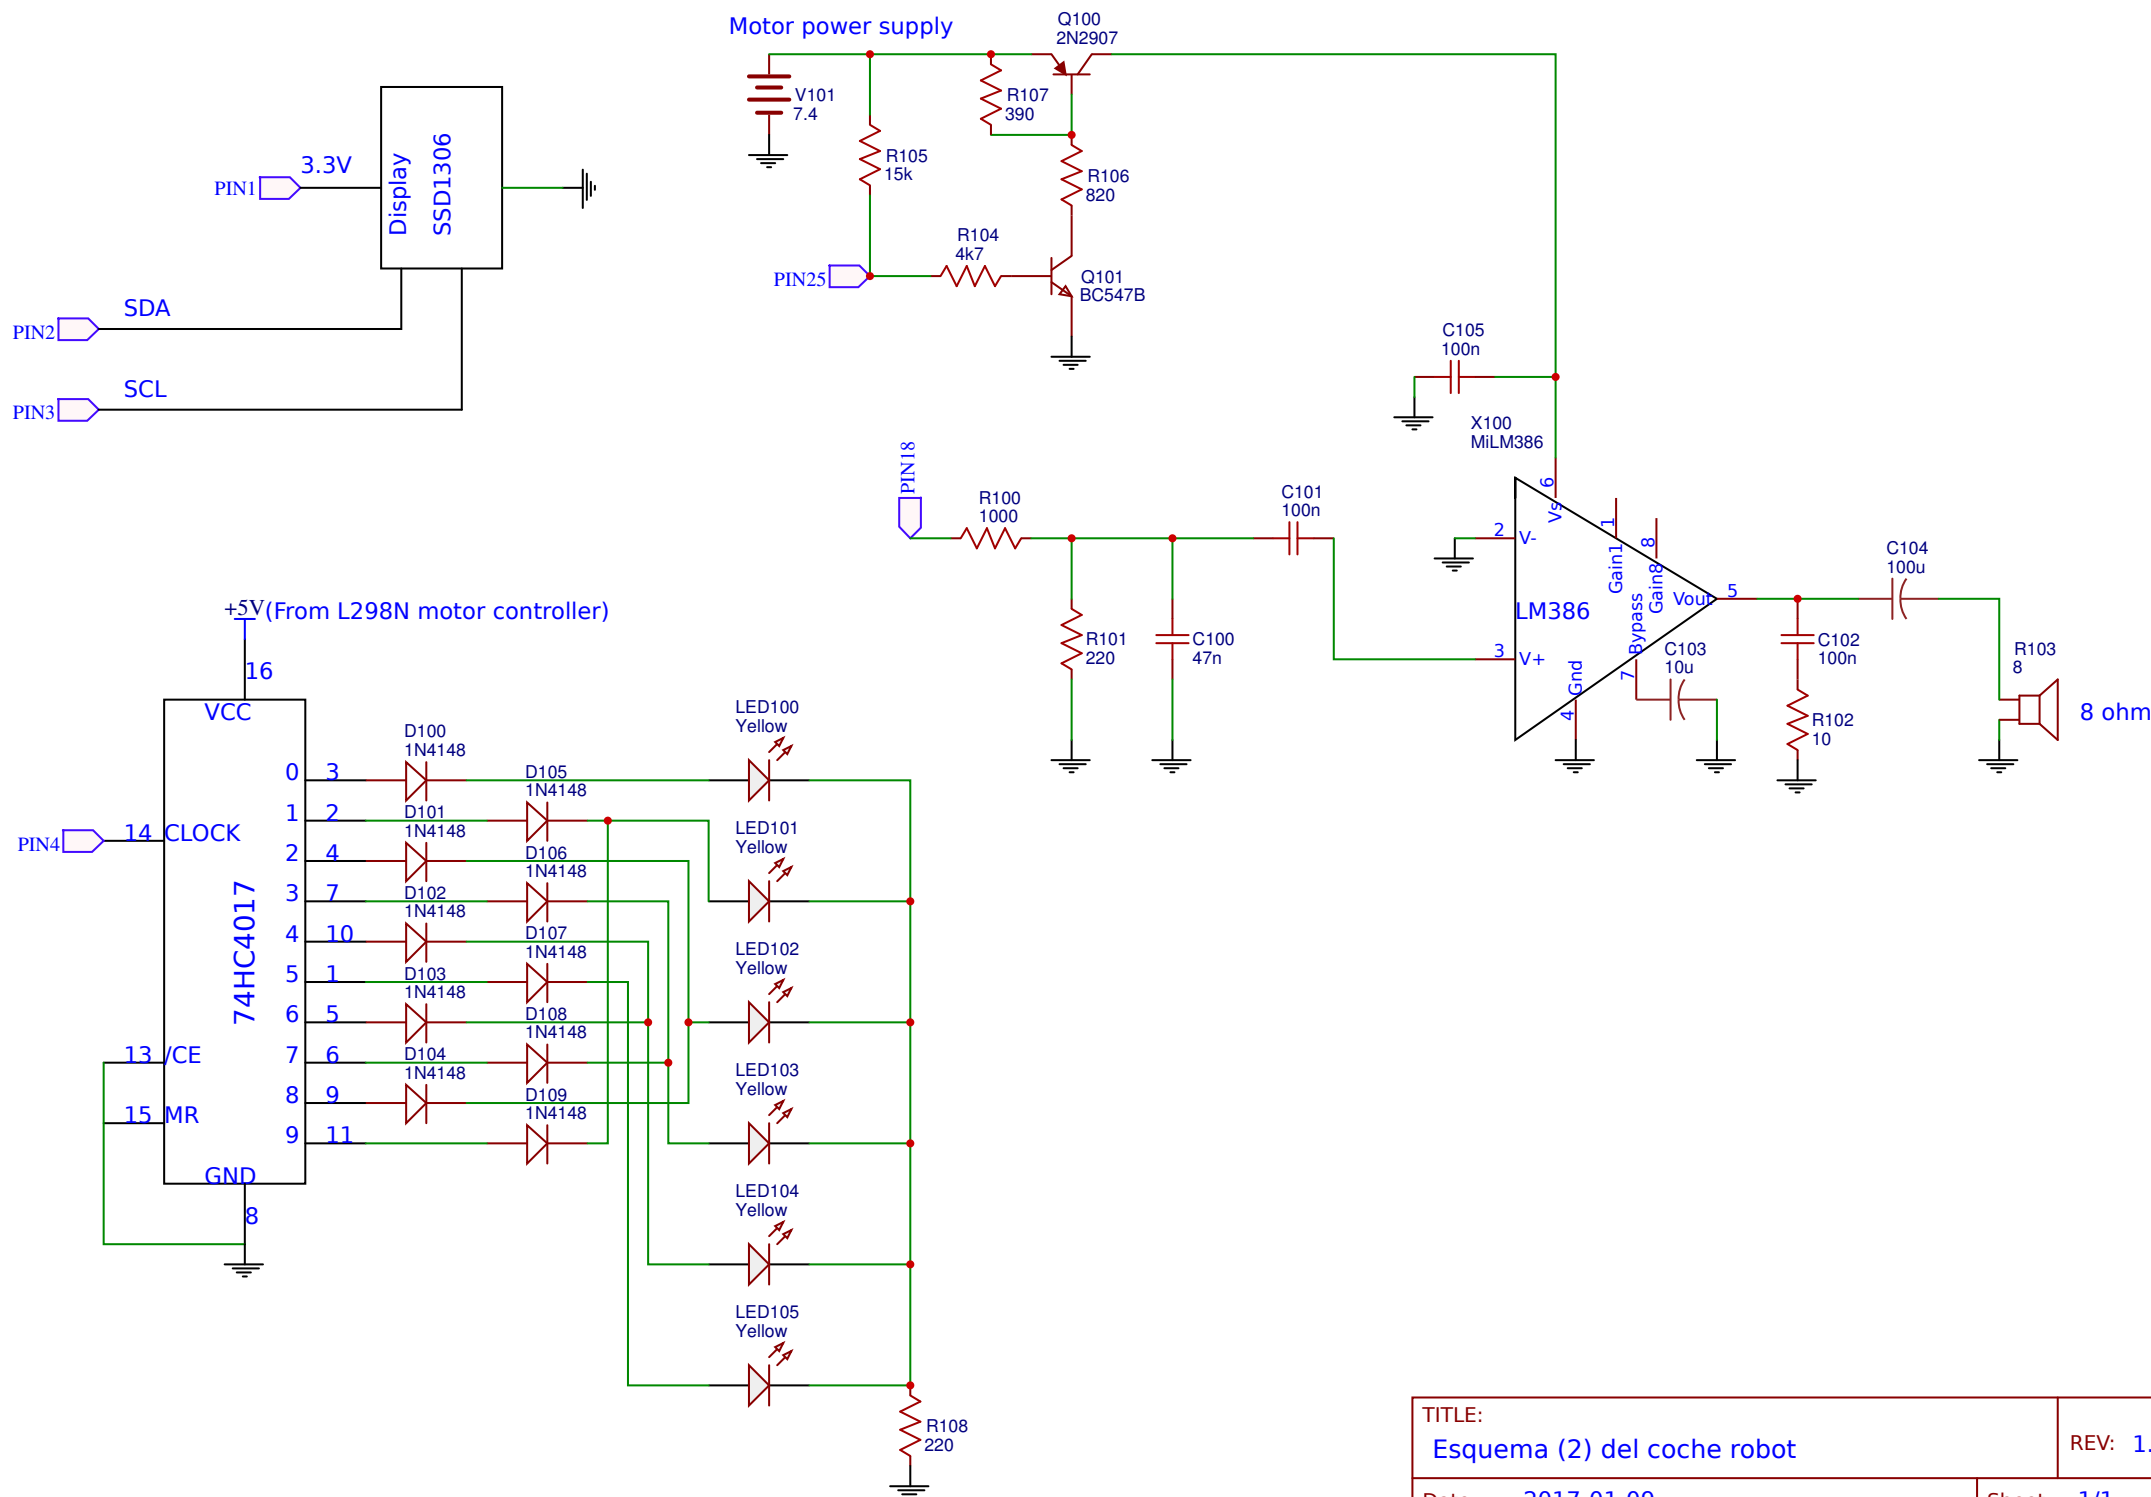 Motor power supply
Q100
2N2907
V101
7.4
R107
390
R105
15k
R106
820
R104
4k7
PIN25
Q101
BC547B
3.3V
PIN1
Display
SSD1306
SDA
PIN2
SCL
PIN3
C105
100n
X100
MiLM386
PIN18
R100
1000
C101
100n
R101
220
C100
47n
6
Vs
1
Gain1
8
Gain8
2
V-
LM386
Vout
5
3
V+
Bypass
7
Gnd
4
C103
10u
C104
100u
C102
100n
R102
10
R103
8
8 ohm
+5V
(From L298N motor controller)
16
VCC
PIN4
14
CLOCK
74HC4017
13
/CE
15
MR
GND
8
0
3
1
2
2
4
3
7
4
10
5
1
6
5
7
6
8
9
9
11
D100
1N4148
D105
1N4148
D101
1N4148
D106
1N4148
D102
1N4148
D107
1N4148
D103
1N4148
D108
1N4148
D104
1N4148
D109
1N4148
LED100
Yellow
LED101
Yellow
LED102
Yellow
LED103
Yellow
LED104
Yellow
LED105
Yellow
R108
220
TITLE:
Esquema (2) del coche robot
REV: 1.